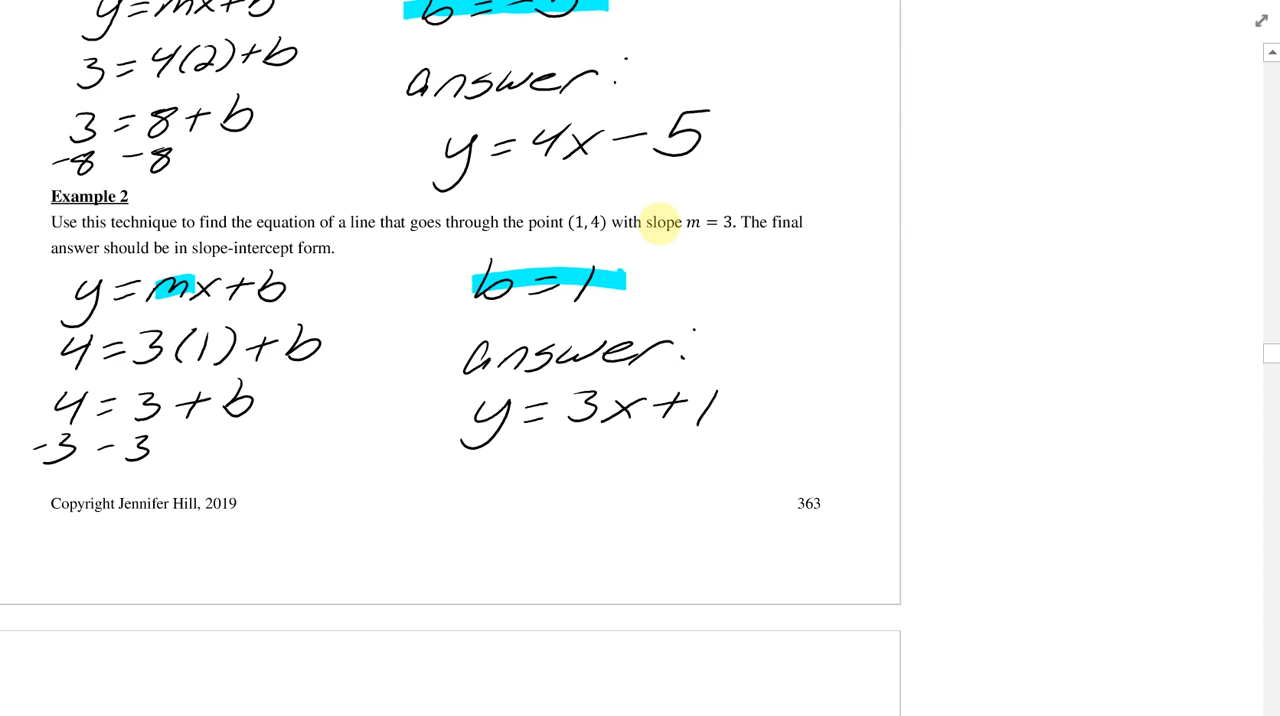 y = mx + b
3 = 4(2) + b
3 = 8 + b
-8 -8
b = -5
answer:
y = 4x - 5
Example 2
Use this technique to find the equation of a line that goes through the point (1, 4) with slope m = 3. The final
answer should be in slope-intercept form.
y = mx + b
4 = 3(1) + b
4 = 3 + b
-3 -3
b = 1
answer:
y = 3x + 1
Copyright Jennifer Hill, 2019
363